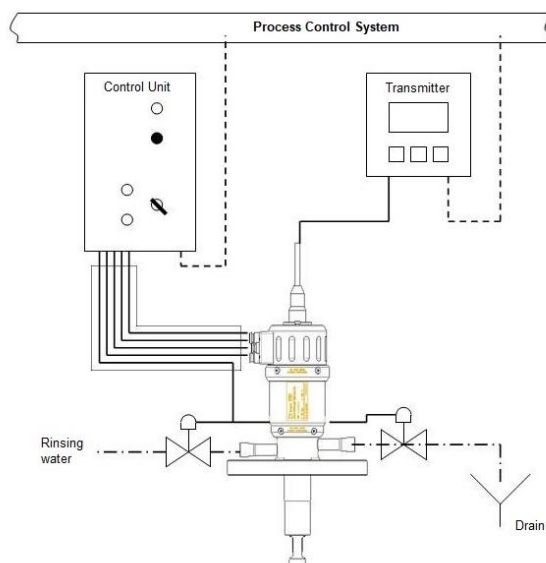 Process Control System
Control Unit
Transmitter
Rinsing
water
Drain